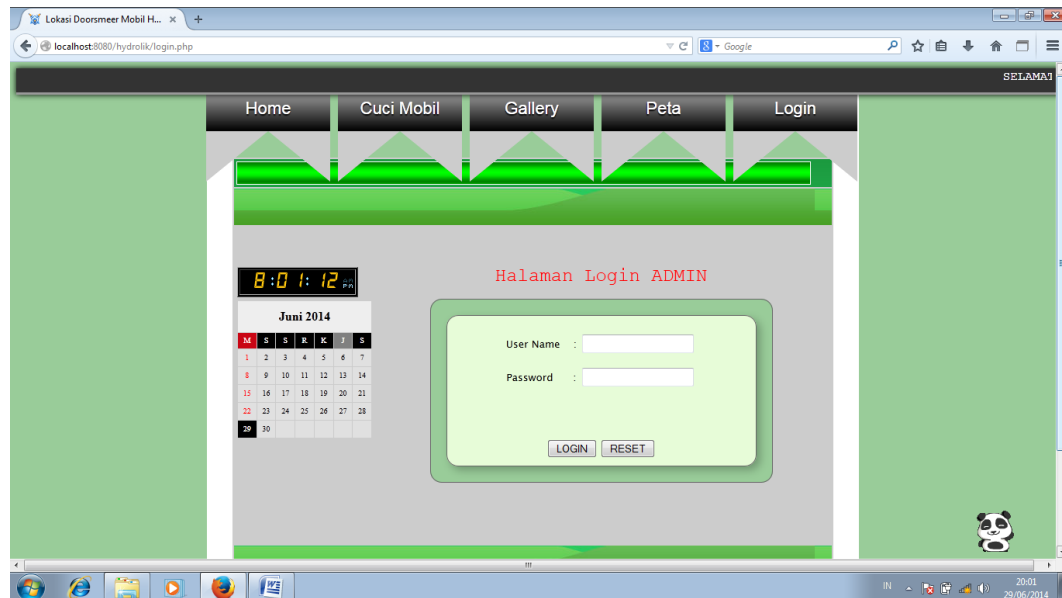 Lokasi Doorsmeer Mobil H...
localhost:8080/hydrolik/login.php
Google
SELAMAT
Home Cuci Mobil Gallery Peta Login
8:01:12
Halaman Login ADMIN
Juni 2014
M S S R K J S
1 2 3 4 5 6 7
8 9 10 11 12 13 14
15 16 17 18 19 20 21
22 23 24 25 26 27 28
29 30
User Name :
Password :
LOGIN RESET
IN
20:01
29/06/2014